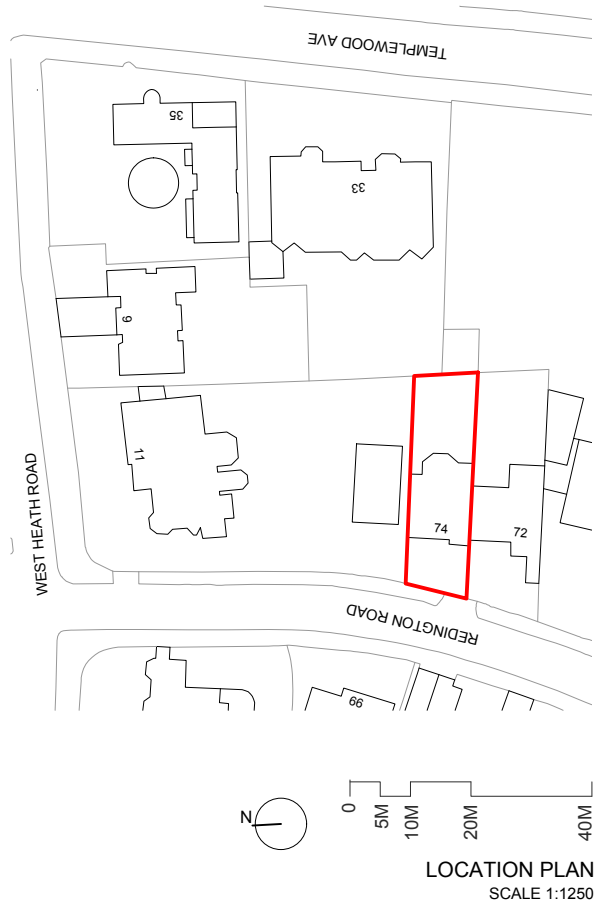 TEMPLEWOOD AVE
35
33
9
11
WEST HEATH ROAD
74
72
REDINGTON ROAD
99
N
0
5M
10M
20M
40M
LOCATION PLAN
SCALE 1:1250